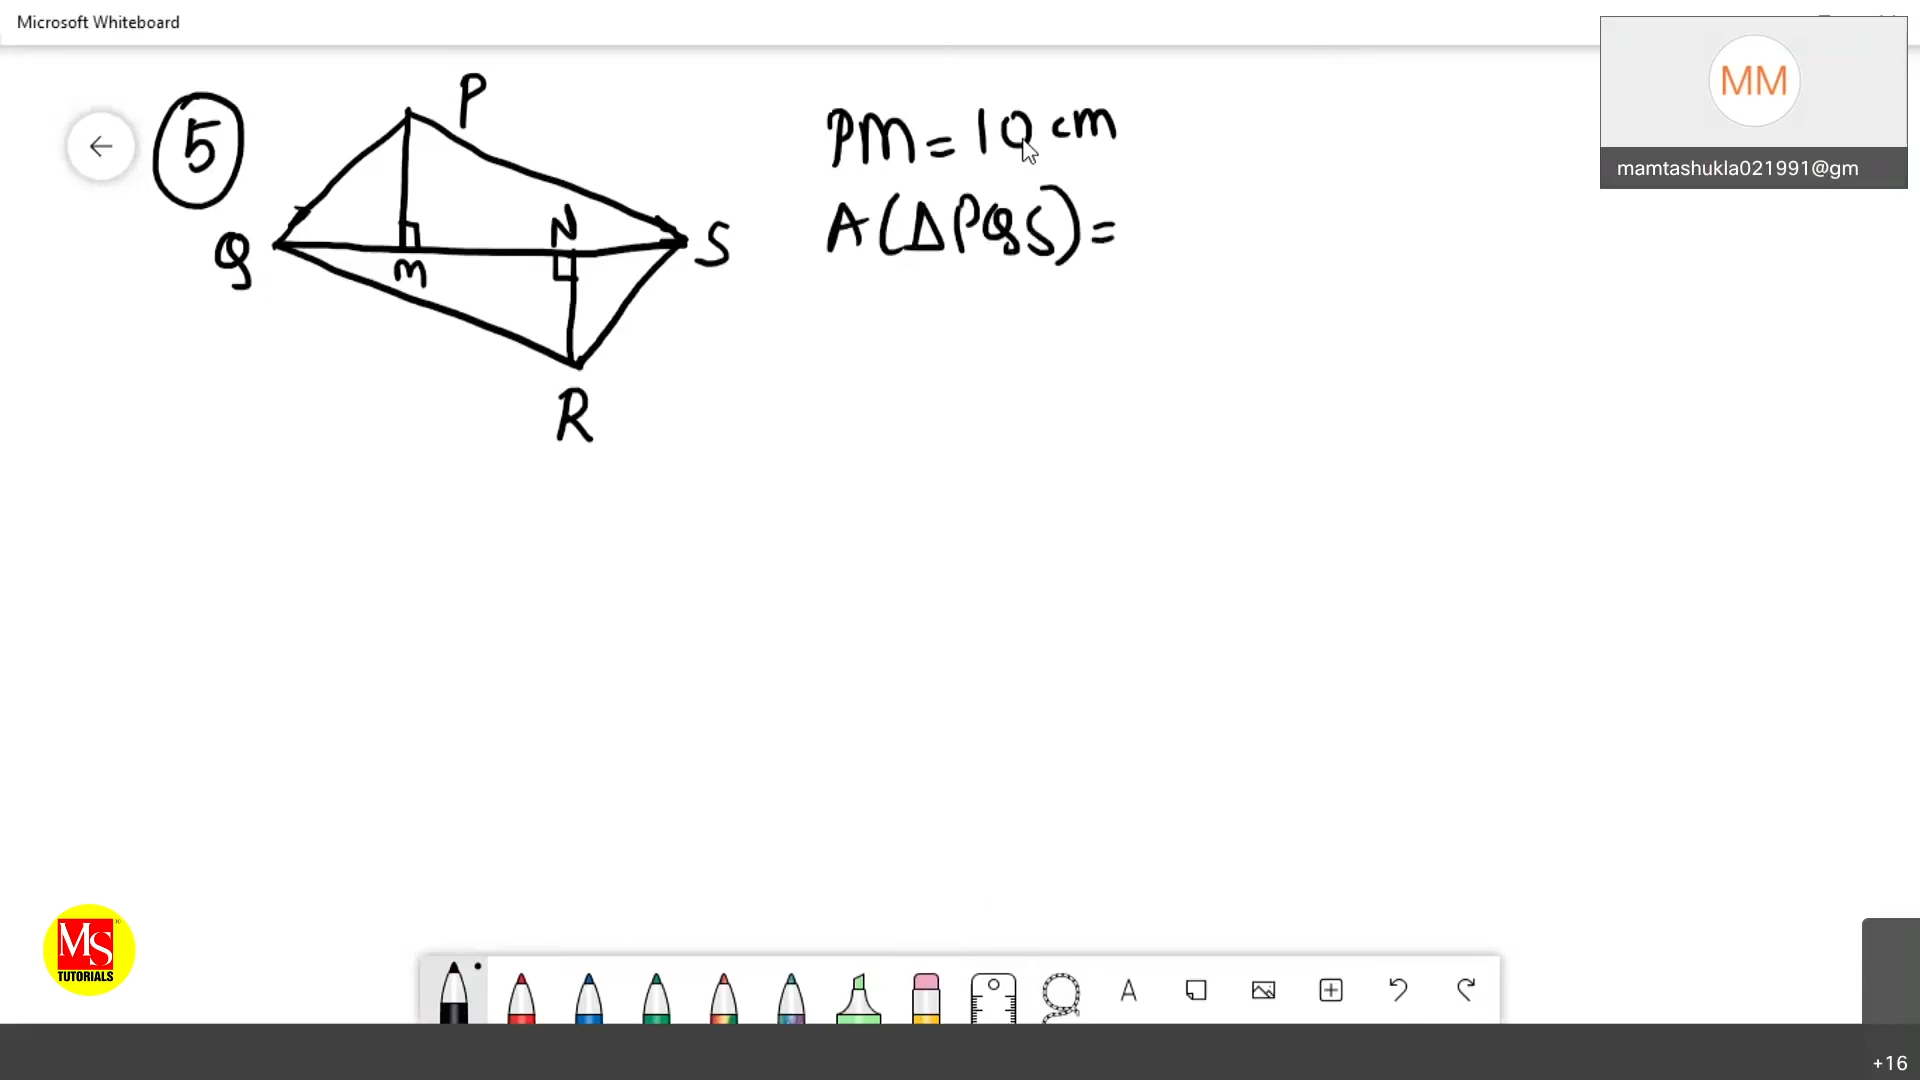 Microsoft Whiteboard
MM
mamtashukla021991@gm
5
P
Q
M
N
S
R
PM = 10 cm
A(ΔPQS) =
MS
TUTORIALS
A
+16